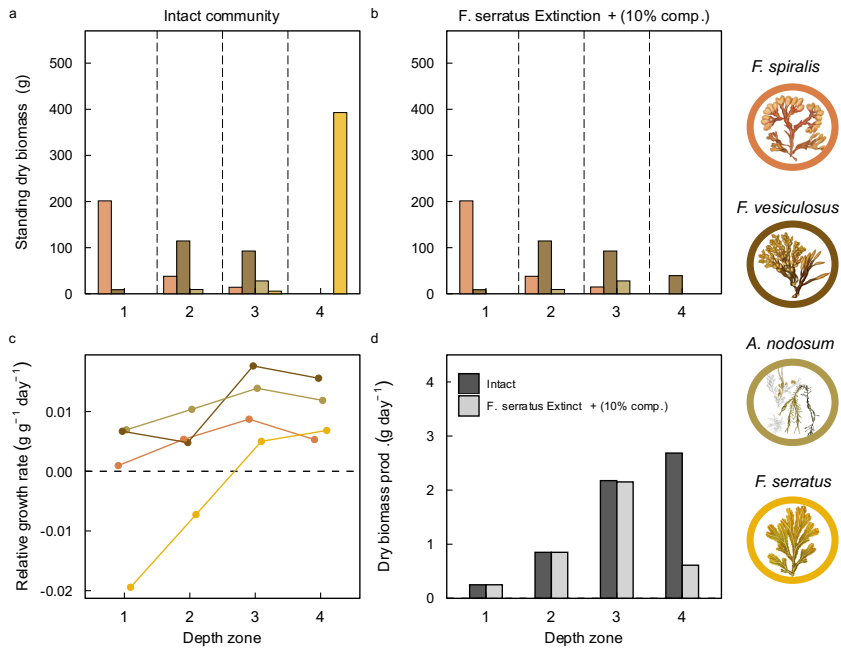 a
Intact community
b
F. serratus Extinction + (10% comp.)
Standing dry biomass (g)
500
400
300
200
100
0
1 2 3 4
500
400
300
200
100
0
1 2 3 4
F. spiralis
F. vesiculosus
A. nodosum
F. serratus
c
Relative growth rate (g g⁻¹ day⁻¹)
0.01
0.00
-0.01
-0.02
1 2 3 4
Depth zone
d
Dry biomass prod .(g day⁻¹)
4
3
2
1
0
Intact
F. serratus Extinct + (10% comp.)
1 2 3 4
Depth zone